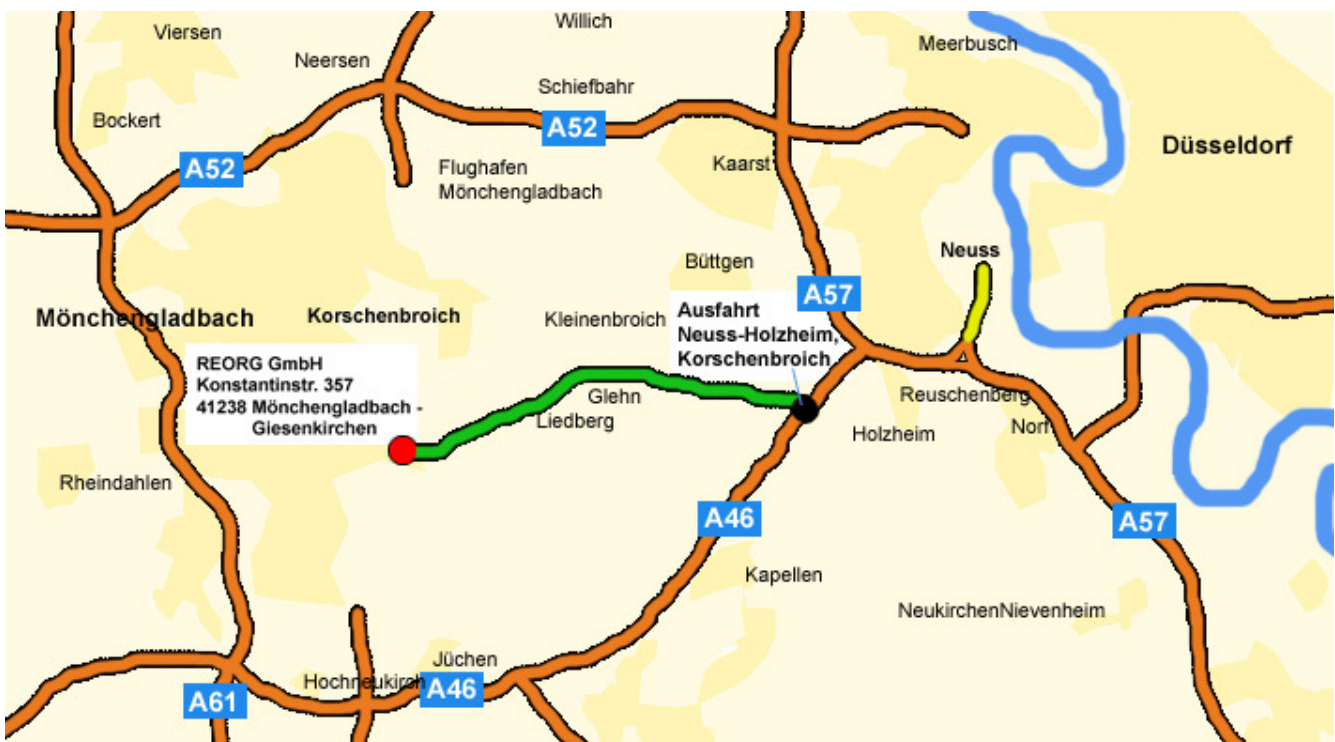 Viersen
Willich
Meerbusch
Neersen
Schiefbahr
Bockert
A52
A52
Düsseldorf
Kaarst
Flughafen
Mönchengladbach
Neuss
Büttgen
A57
Ausfahrt
Neuss-Holzheim,
Korschenbroich
Mönchengladbach
Korschenbroich
Kleinenbroich
REORG GmbH
Konstantinstr. 357
41238 Mönchengladbach -
Giesenkirchen
Glehn
Liedberg
Reuschenberg
Holzheim
Norf
Rheindahlen
A46
A57
Kapellen
NeukirchenNievenheim
Jüchen
Hochneukirch
A46
A61